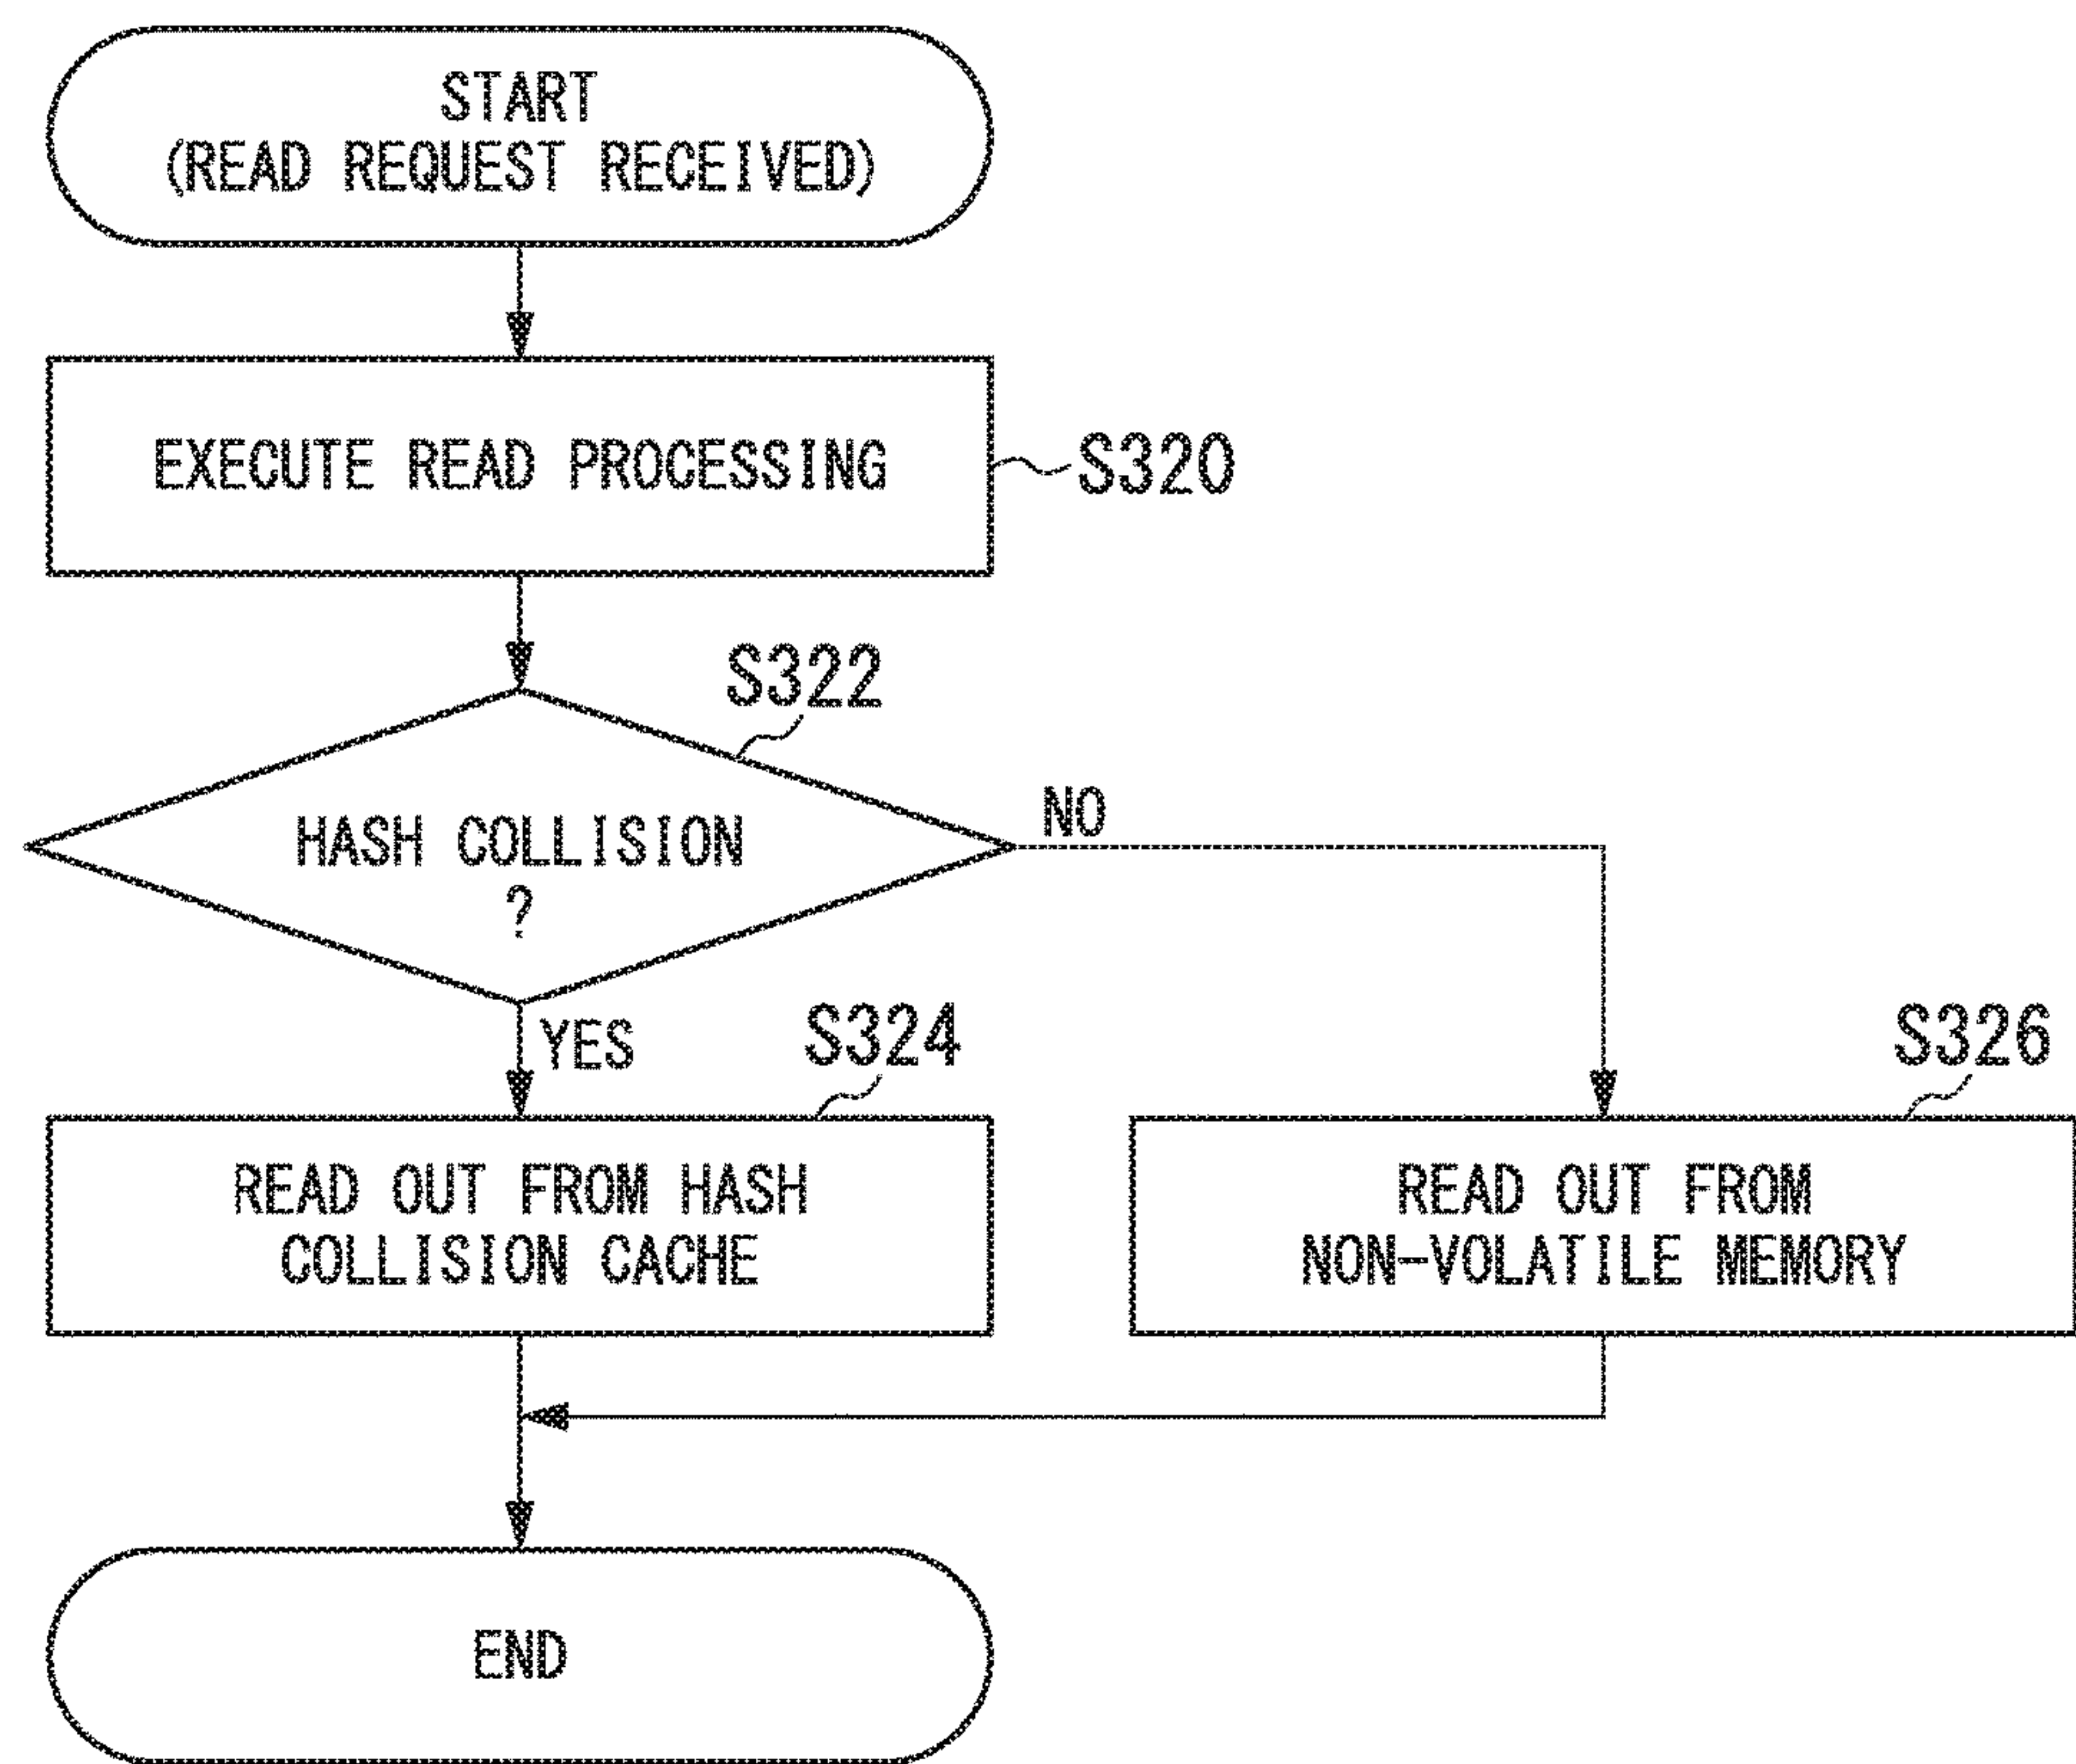 START
(READ REQUEST RECEIVED)
EXECUTE READ PROCESSING
S320
S322
HASH COLLISION
?
NO
YES
S324
S326
READ OUT FROM HASH
COLLISION CACHE
READ OUT FROM
NON-VOLATILE MEMORY
END